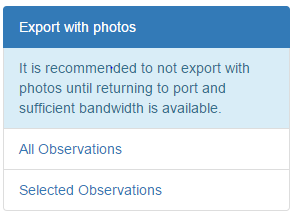 Export with photos
It is recommended to not export with
photos until returning to port and
sufficient bandwidth is available.
All Observations
Selected Observations